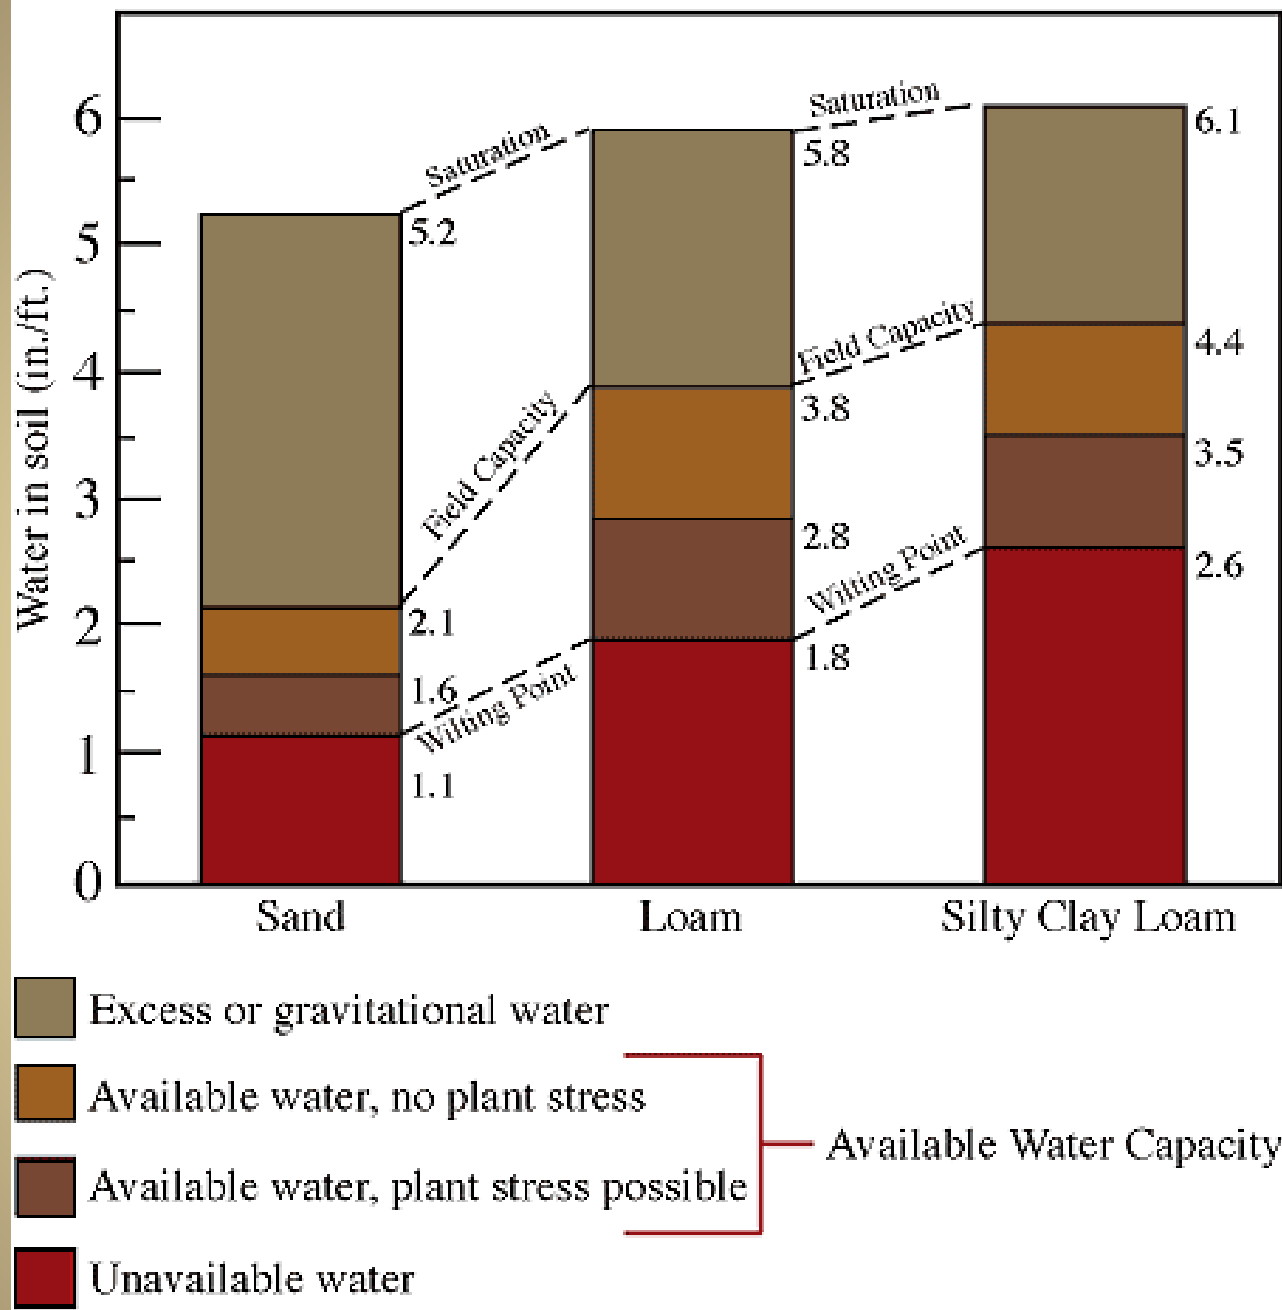 Water in soil (in./ft.)
6
5
4
3
2
1
0
Saturation
5.2
Field Capacity
2.1
1.6
Wilting Point
1.1
Saturation
5.8
Field Capacity
3.8
2.8
Wilting Point
1.8
6.1
4.4
3.5
2.6
Sand
Loam
Silty Clay Loam
Excess or gravitational water
Available water, no plant stress
Available water, plant stress possible
Available Water Capacity
Unavailable water